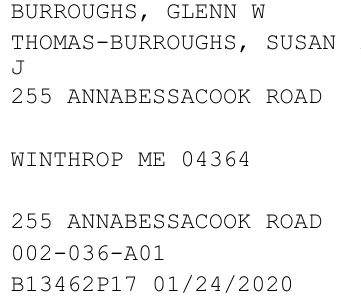 BURROUGHS, GLENN W
THOMAS-BURROUGHS, SUSAN
J
255 ANNABESSACOOK ROAD
WINTHROP ME 04364
255 ANNABESSACOOK ROAD
002-036-A01
B13462P17 01/24/2020